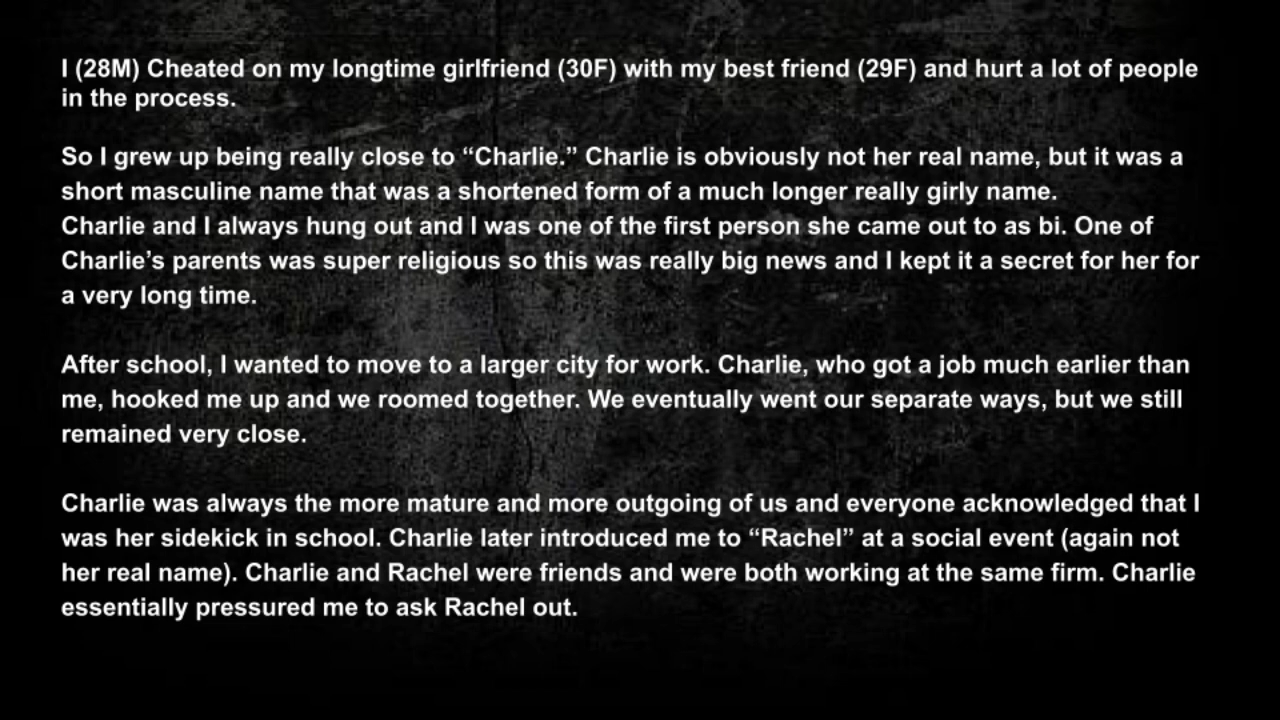 I (28M) Cheated on my longtime girlfriend (30F) with my best friend (29F) and hurt a lot of people
in the process.
So I grew up being really close to “Charlie.” Charlie is obviously not her real name, but it was a
short masculine name that was a shortened form of a much longer really girly name.
Charlie and I always hung out and I was one of the first person she came out to as bi. One of
Charlie’s parents was super religious so this was really big news and I kept it a secret for her for
a very long time.
After school, I wanted to move to a larger city for work. Charlie, who got a job much earlier than
me, hooked me up and we roomed together. We eventually went our separate ways, but we still
remained very close.
Charlie was always the more mature and more outgoing of us and everyone acknowledged that I
was her sidekick in school. Charlie later introduced me to “Rachel” at a social event (again not
her real name). Charlie and Rachel were friends and were both working at the same firm. Charlie
essentially pressured me to ask Rachel out.